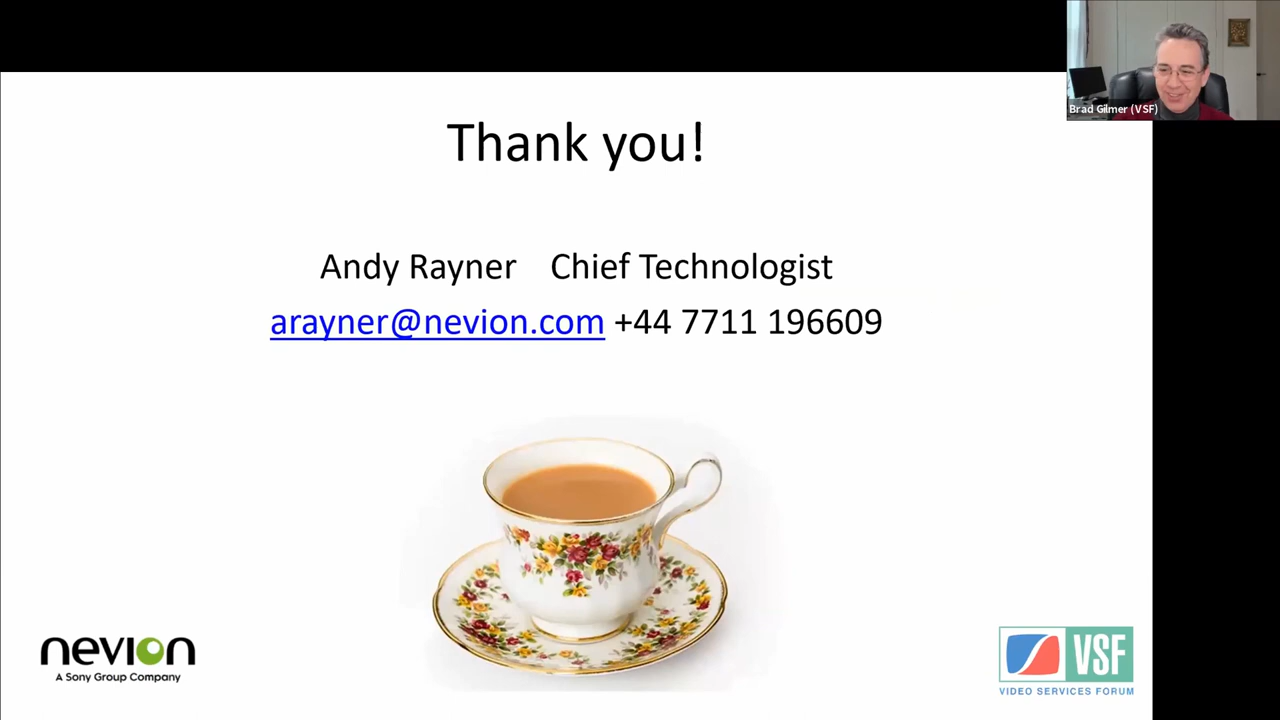 Brad Gilmer (VSF)
Thank you!
Andy Rayner Chief Technologist
arayner@nevion.com +44 7711 196609
nevion
A Sony Group Company
VSF
VIDEO SERVICES FORUM